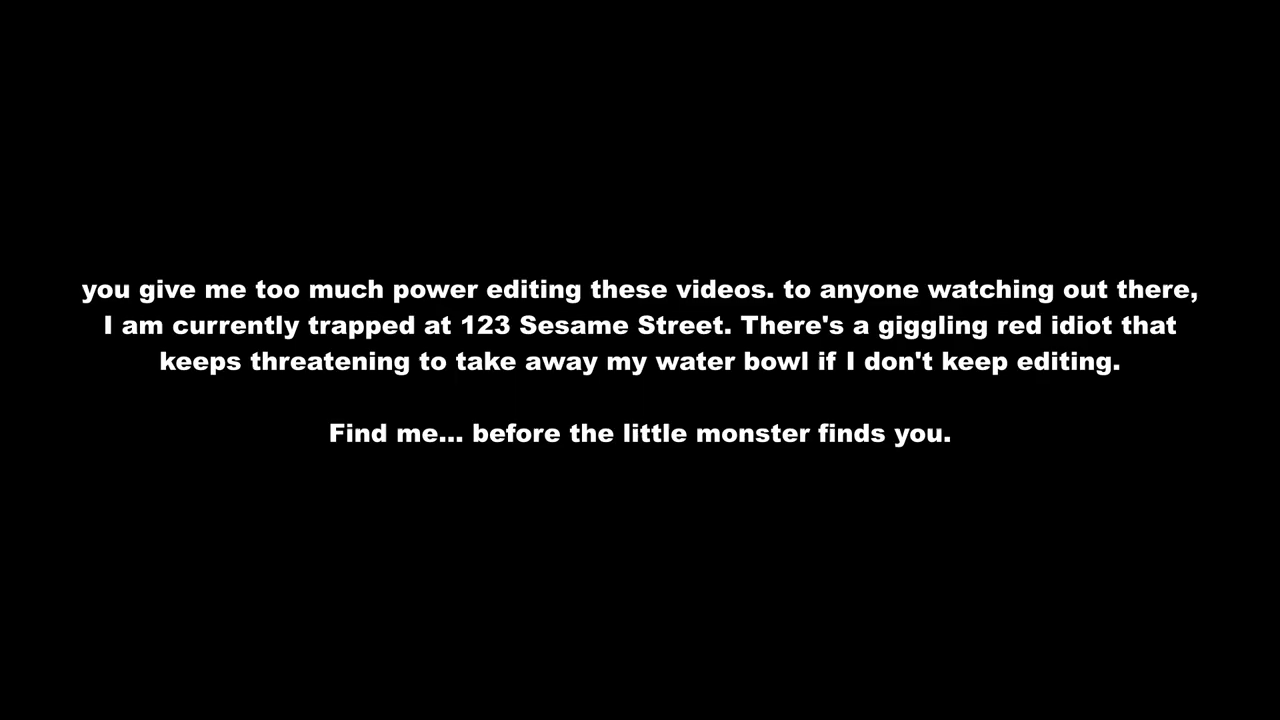 you give me too much power editing these videos. to anyone watching out there,
I am currently trapped at 123 Sesame Street. There's a giggling red idiot that
keeps threatening to take away my water bowl if I don't keep editing.
Find me... before the little monster finds you.